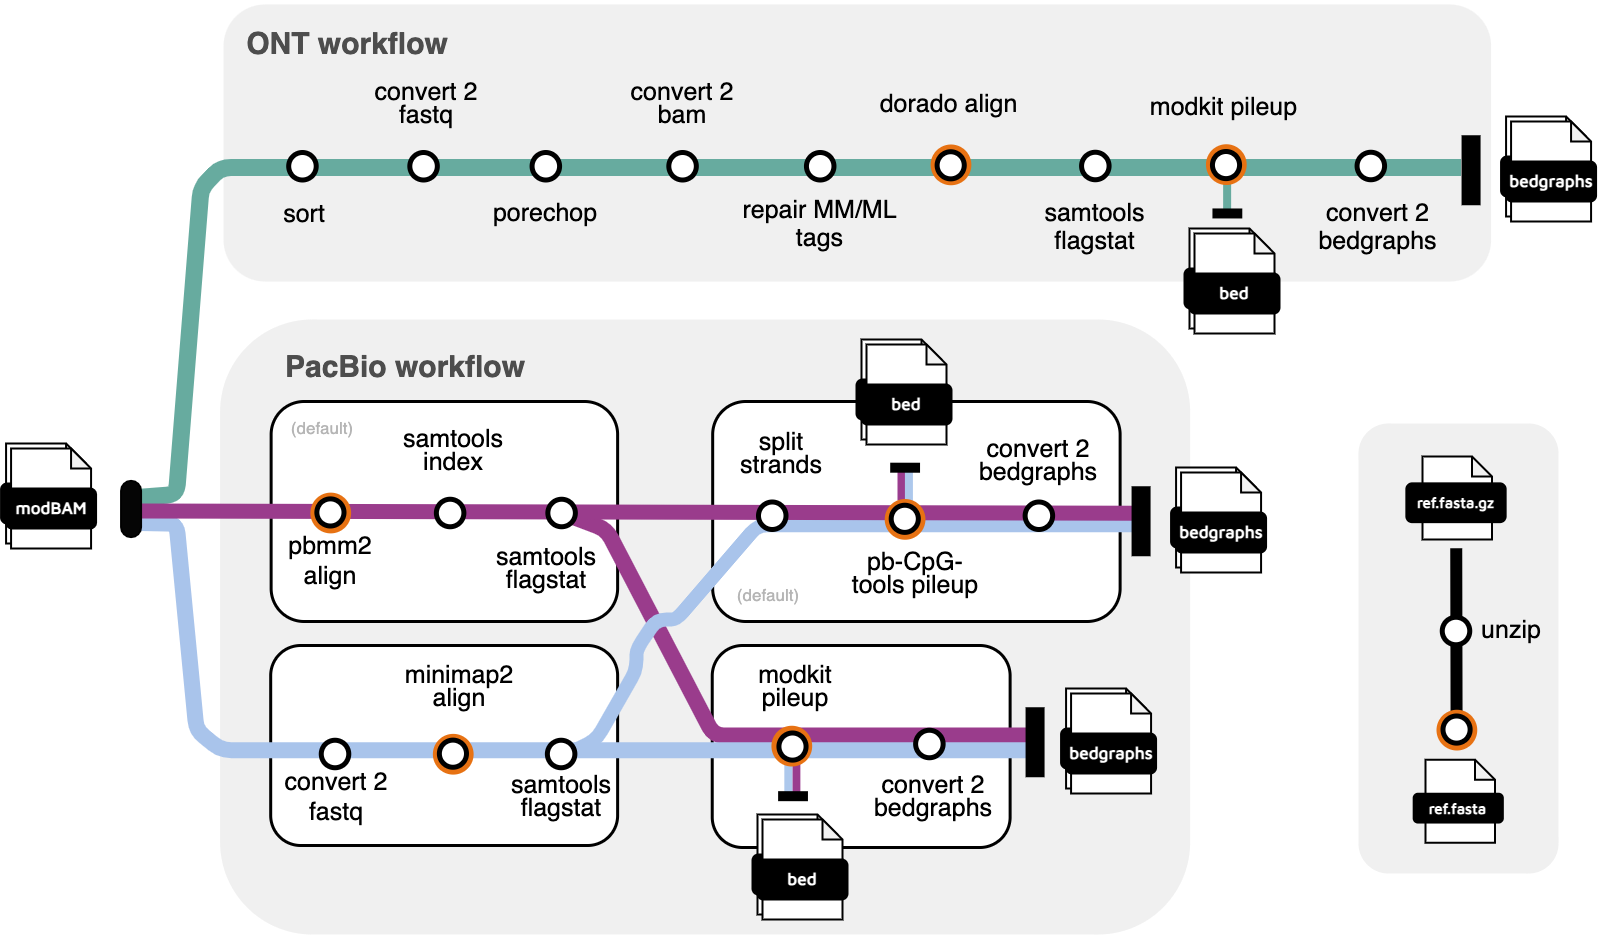 ONT workflow
convert 2
fastq
convert 2
bam
dorado align
modkit pileup
sort
porechop
repair MM/ML
tags
samtools
flagstat
convert 2
bedgraphs
bedgraphs
bed
PacBio workflow
modBAM
(default)
samtools
index
pbmm2
align
samtools
flagstat
bed
split
strands
convert 2
bedgraphs
pb-CpG-
tools pileup
(default)
bedgraphs
minimap2
align
convert 2
fastq
samtools
flagstat
modkit
pileup
convert 2
bedgraphs
bedgraphs
bed
ref.fasta.gz
unzip
ref.fasta